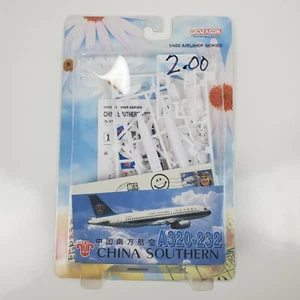 DRAGON
1/400 AIRLINER SERIES
2.00
中国南方航空 A320-232
CHINA SOUTHERN